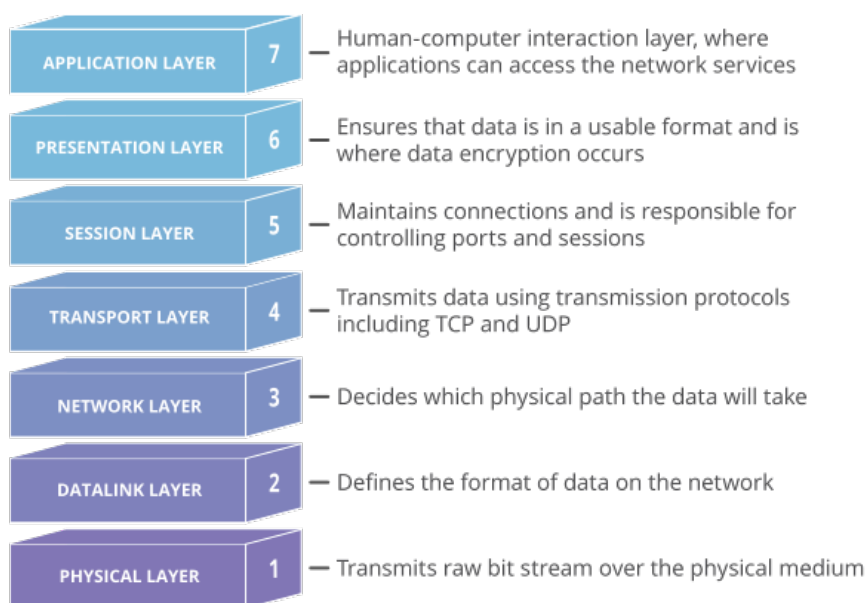 APPLICATION LAYER 7
Human-computer interaction layer, where
applications can access the network services
PRESENTATION LAYER 6
Ensures that data is in a usable format and is
where data encryption occurs
SESSION LAYER 5
Maintains connections and is responsible for
controlling ports and sessions
TRANSPORT LAYER 4
Transmits data using transmission protocols
including TCP and UDP
NETWORK LAYER 3
Decides which physical path the data will take
DATALINK LAYER 2
Defines the format of data on the network
PHYSICAL LAYER 1
Transmits raw bit stream over the physical medium